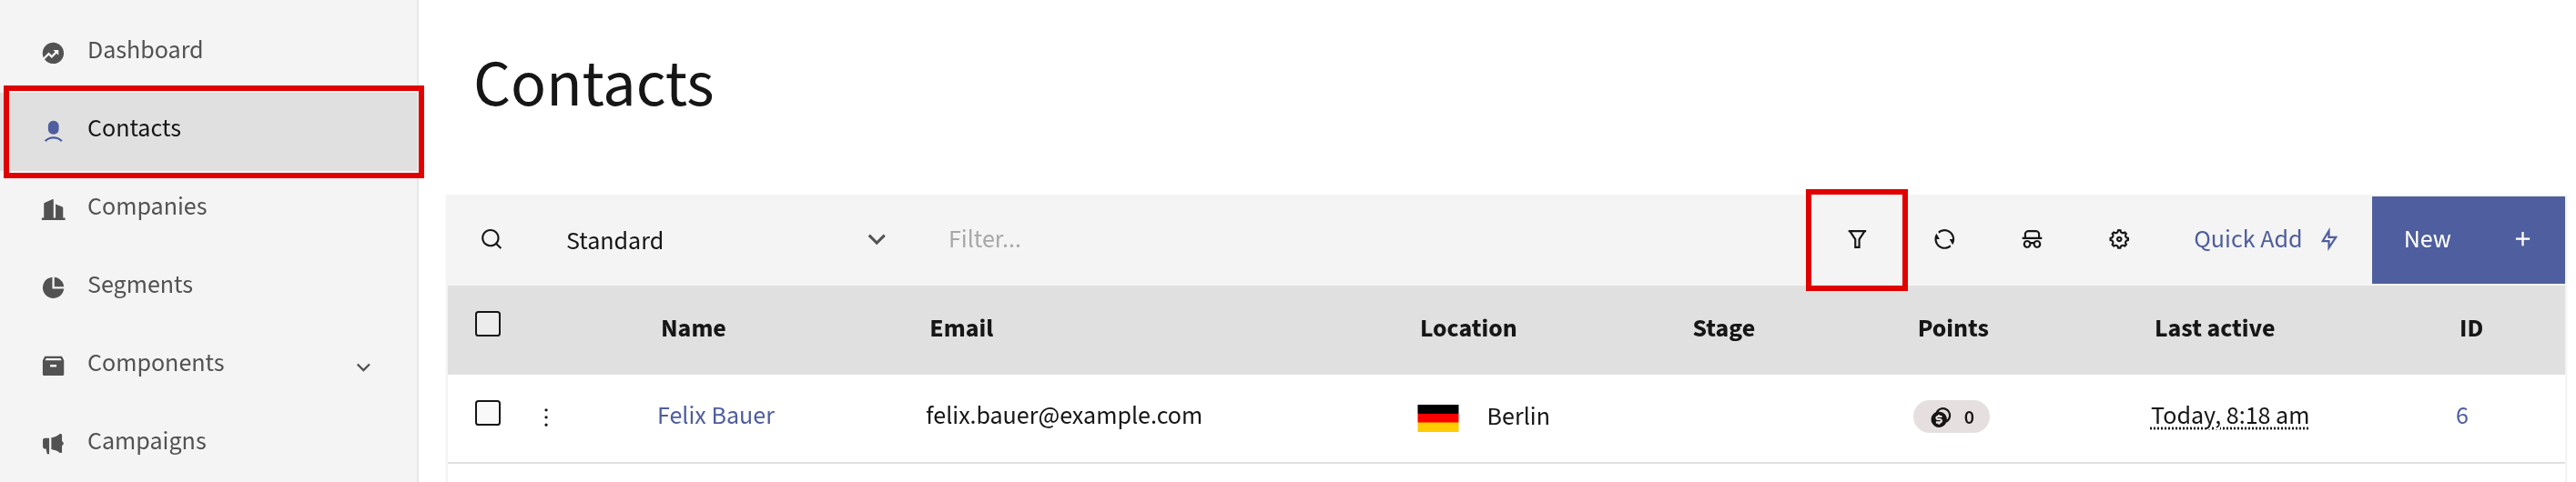 Dashboard
Contacts
Companies
Segments
Components
Campaigns
Contacts
Standard Filter... Quick Add New +
Name Email Location Stage Points Last active ID
Felix Bauer felix.bauer@example.com Berlin 0 Today, 8:18 am 6